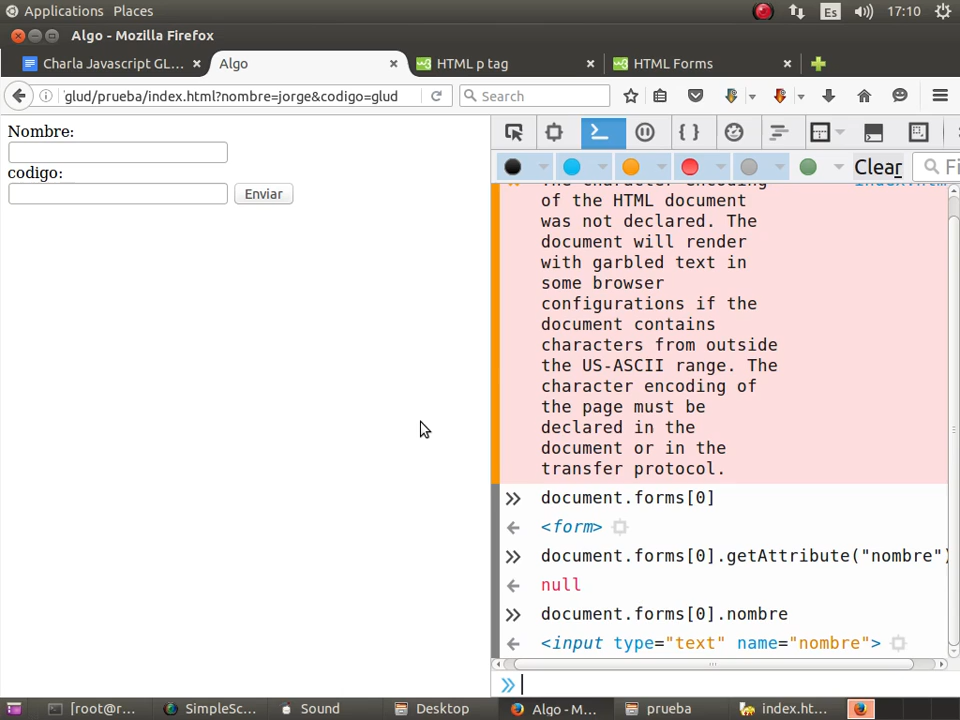 Applications Places Es 17:10
Algo - Mozilla Firefox
Charla Javascript GL... Algo HTML p tag HTML Forms
glud/prueba/index.html?nombre=jorge&codigo=glud Search
Nombre:
codigo:
Enviar
Clear Fi
The character encoding
of the HTML document
was not declared. The
document will render
with garbled text in
some browser
configurations if the
document contains
characters from outside
the US-ASCII range. The
character encoding of
the page must be
declared in the
document or in the
transfer protocol.
» document.forms[0]
<form>
» document.forms[0].getAttribute("nombre")
null
» document.forms[0].nombre
<input type="text" name="nombre">
»
[root@r... SimpleSc... Sound Desktop Algo - M... prueba index.ht...